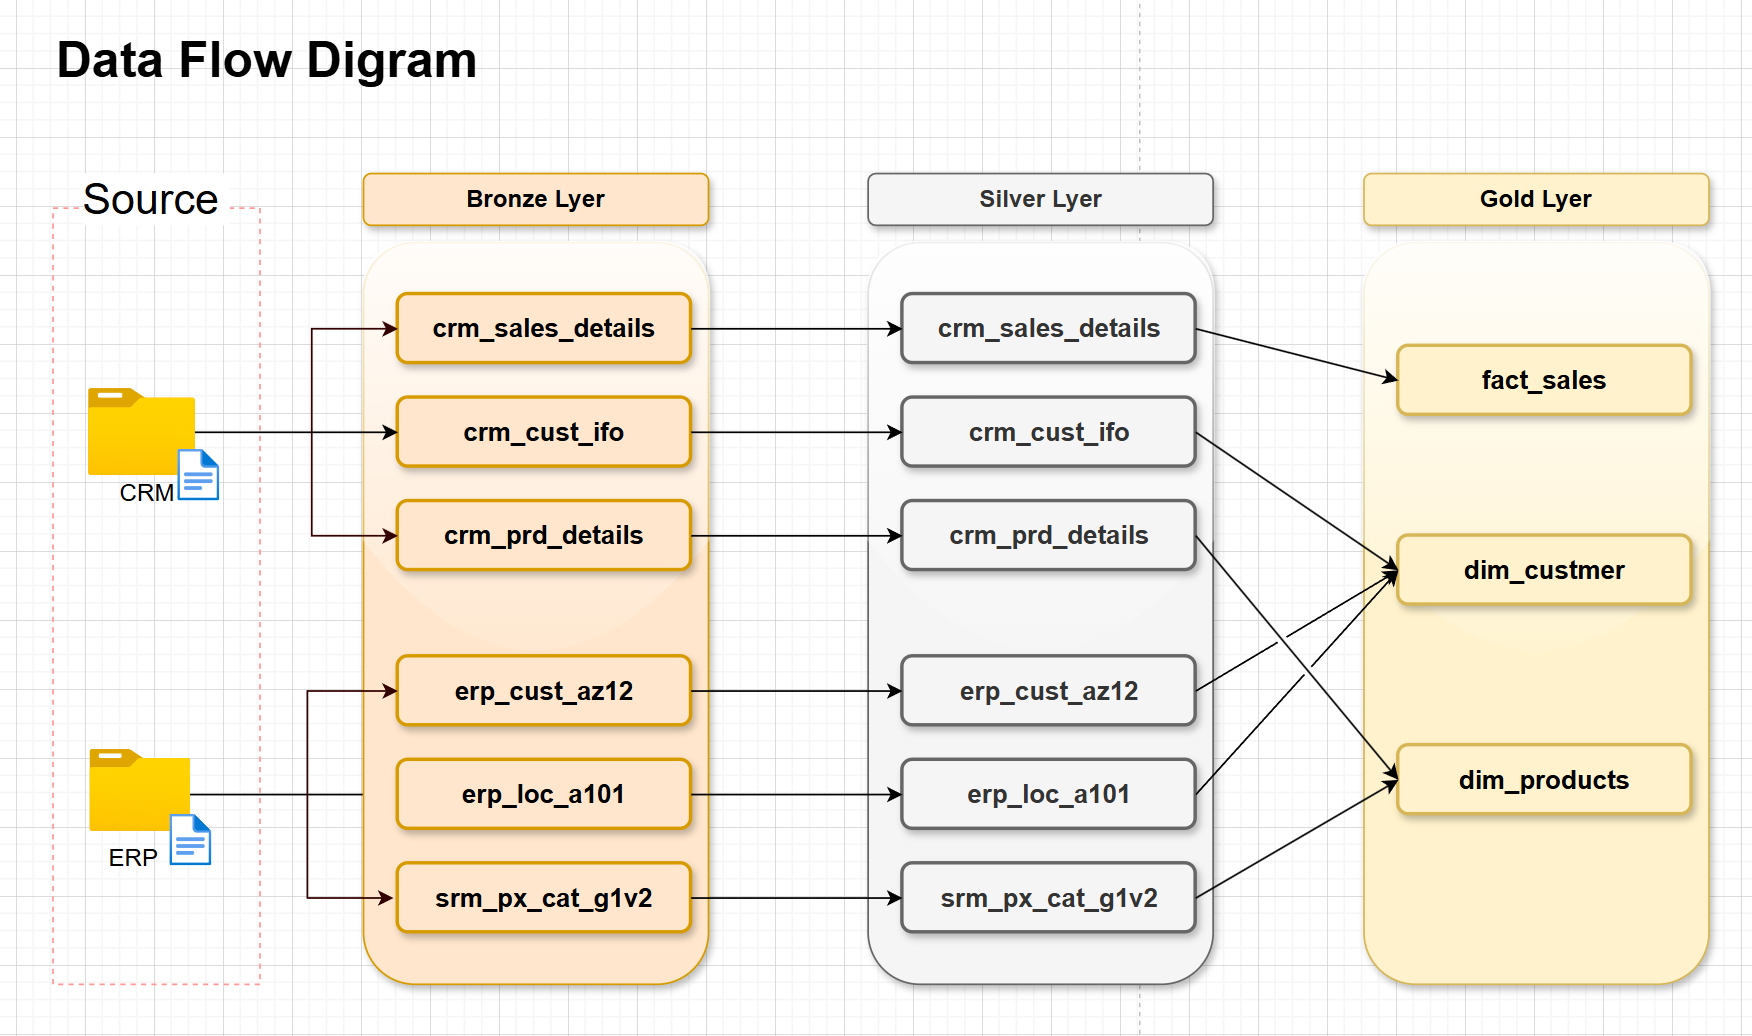 Data Flow Digram
Source
Bronze Lyer
Silver Lyer
Gold Lyer
crm_sales_details
crm_sales_details
fact_sales
crm_cust_ifo
crm_cust_ifo
CRM
crm_prd_details
crm_prd_details
dim_custmer
erp_cust_az12
erp_cust_az12
dim_products
erp_loc_a101
erp_loc_a101
ERP
srm_px_cat_g1v2
srm_px_cat_g1v2